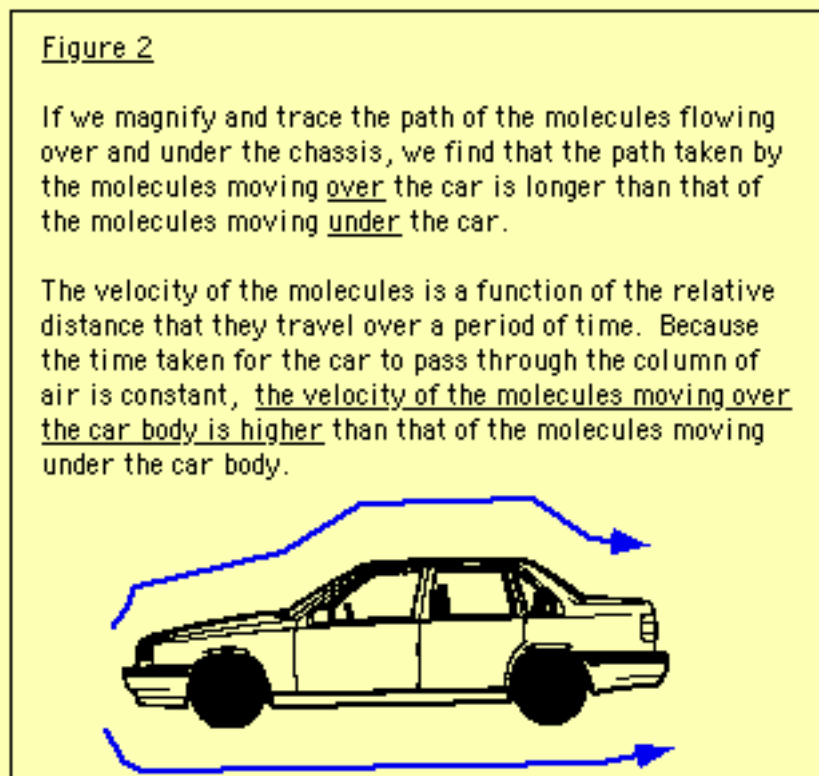 Figure 2
If we magnify and trace the path of the molecules flowing
over and under the chassis, we find that the path taken by
the molecules moving over the car is longer than that of
the molecules moving under the car.
The velocity of the molecules is a function of the relative
distance that they travel over a period of time. Because
the time taken for the car to pass through the column of
air is constant, the velocity of the molecules moving over
the car body is higher than that of the molecules moving
under the car body.